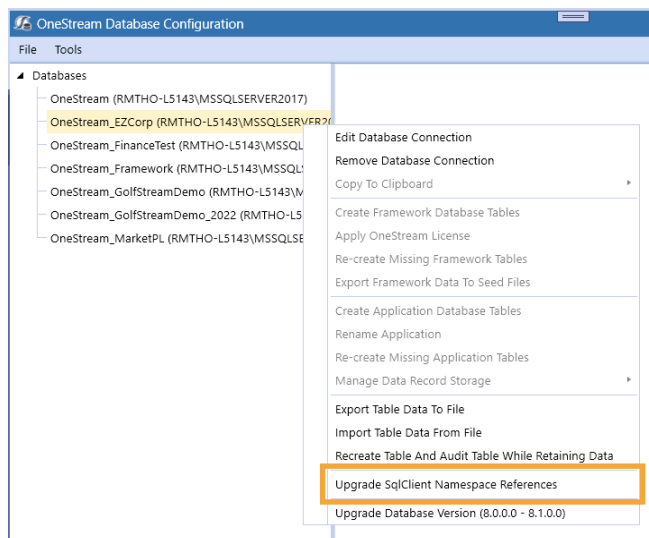 OneStream Database Configuration
File Tools
Databases
OneStream (RMTHO-L5143\MSSQLSERVER2017)
OneStream_EZCorp (RMTHO-L5143\MSSQLSERVER20
OneStream_FinanceTest (RMTHO-L5143\MSSQL
OneStream_Framework (RMTHO-L5143\MSSQL
OneStream_GolfStreamDemo (RMTHO-L5143\M
OneStream_GolfStreamDemo_2022 (RMTHO-L5
OneStream_MarketPL (RMTHO-L5143\MSSQLSE
Edit Database Connection
Remove Database Connection
Copy To Clipboard
Create Framework Database Tables
Apply OneStream License
Re-create Missing Framework Tables
Export Framework Data To Seed Files
Create Application Database Tables
Rename Application
Re-create Missing Application Tables
Manage Data Record Storage
Export Table Data To File
Import Table Data From File
Recreate Table And Audit Table While Retaining Data
Upgrade SqlClient Namespace References
Upgrade Database Version (8.0.0.0 - 8.1.0.0)